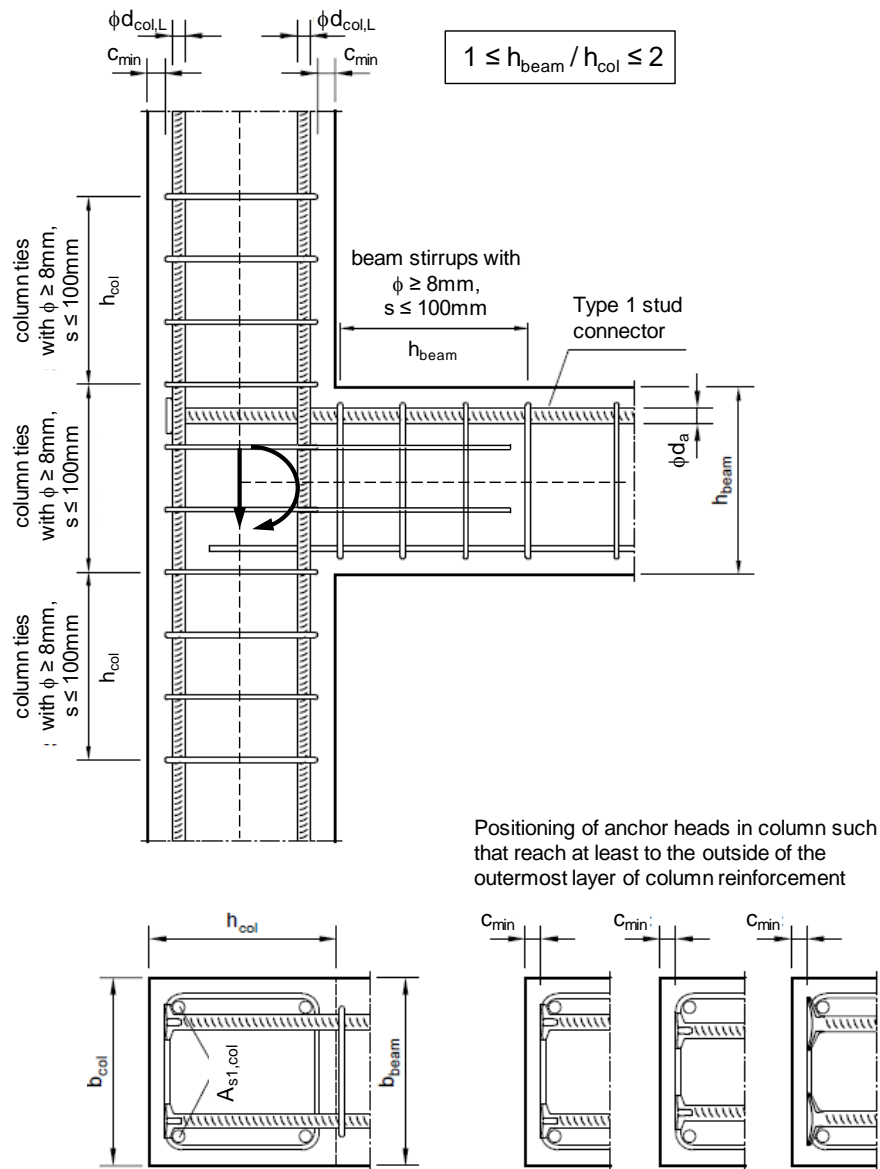 ϕd_col,L
ϕd_col,L
c_min
c_min
1 ≤ h_beam / h_col ≤ 2
column ties
with ϕ ≥ 8mm,
s ≤ 100mm
h_col
beam stirrups with
ϕ ≥ 8mm,
s ≤ 100mm
h_beam
Type 1 stud
connector
column ties
with ϕ ≥ 8mm,
s ≤ 100mm
ϕd_a
h_beam
column ties
with ϕ ≥ 8mm,
s ≤ 100mm
h_col
Positioning of anchor heads in column such
that reach at least to the outside of the
outermost layer of column reinforcement
h_col
b_col
A_s1,col
b_beam
c_min
c_min
c_min